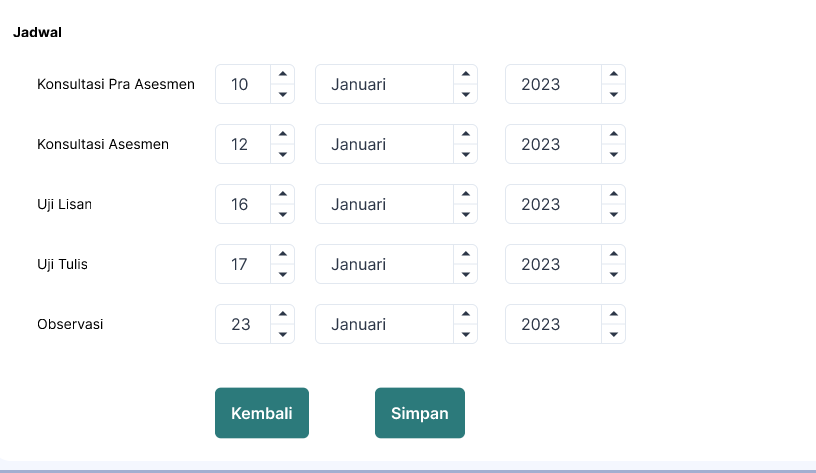 Jadwal
Konsultasi Pra Asesmen 10 Januari 2023
Konsultasi Asesmen 12 Januari 2023
Uji Lisan 16 Januari 2023
Uji Tulis 17 Januari 2023
Observasi 23 Januari 2023
Kembali Simpan